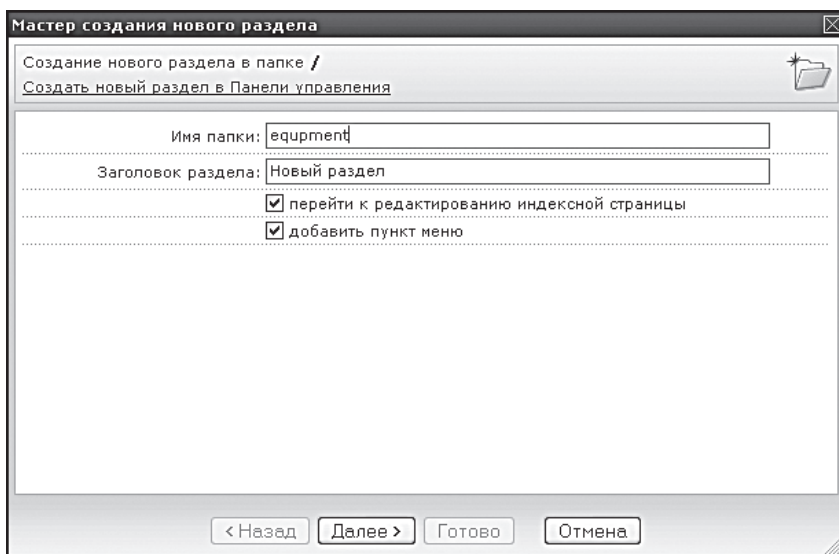 Мастер создания нового раздела
Создание нового раздела в папке /
Создать новый раздел в Панели управления
Имя папки: equpment
Заголовок раздела: Новый раздел
перейти к редактированию индексной страницы
добавить пункт меню
< Назад Далее > Готово Отмена